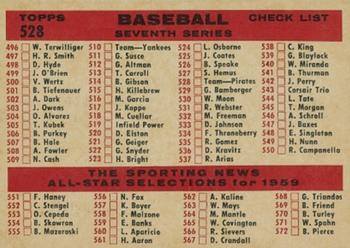 TOPPS
528
BASEBALL
SEVENTH SERIES
CHECK LIST
496 W. Terwilliger
497 H. R. Smith
498 D. Hyde
499 J. O'Brien
500 V. Wertz
501 B. Tiefenauer
502 A. Dark
503 J. Owens
504 O. Alvarez
505 T. Kubek
506 B. Purkey
507 B. Hale
508 A. Fowler
509 N. Cash
510 Team—Yankees
511 G. Susce
512 G. Altman
513 T. Carroll
514 B. Gibson
515 H. Killebrew
516 M. Garcia
517 J. Koppe
518 M. Cuellar
519 Infield Power
520 D. Elston
521 G. Geiger
522 G. Snyder
523 H. Bright
524 L. Osborne
525 J. Coates
526 B. Speake
527 S. Hemus
528 Team—Pirates
529 G. Bamberger
530 W. Moon
531 R. Webster
532 M. Freeman
533 D. Johnson
534 F. Throneberry
535 R. Ford
536 D. Kravitz
537 R. Arias
538 C. King
539 G. Blaylock
540 W. Miranda
541 B. Thurman
542 J. Perry
543 Corsair Trio
544 L. Tate
545 T. Morgan
546 A. Schroll
547 J. Baxes
548 E. Singleton
549 H. Wynn
550 R. Campanella
THE SPORTING NEWS
ALL-STAR SELECTIONS for 1959
551 F. Haney
552 C. Stengel
553 O. Cepeda
554 B. Skowron
555 B. Mazeroski
556 N. Fox
557 K. Boyer
558 F. Malzone
559 E. Banks
560 L. Aparicio
561 H. Aaron
562 A. Kaline
563 W. Mays
564 M. Mantle
565 W. Covington
566 R. Sievers
567 D. Crandall
568 G. Triandos
569 B. Friend
570 B. Turley
571 W. Spahn
572 B. Pierce